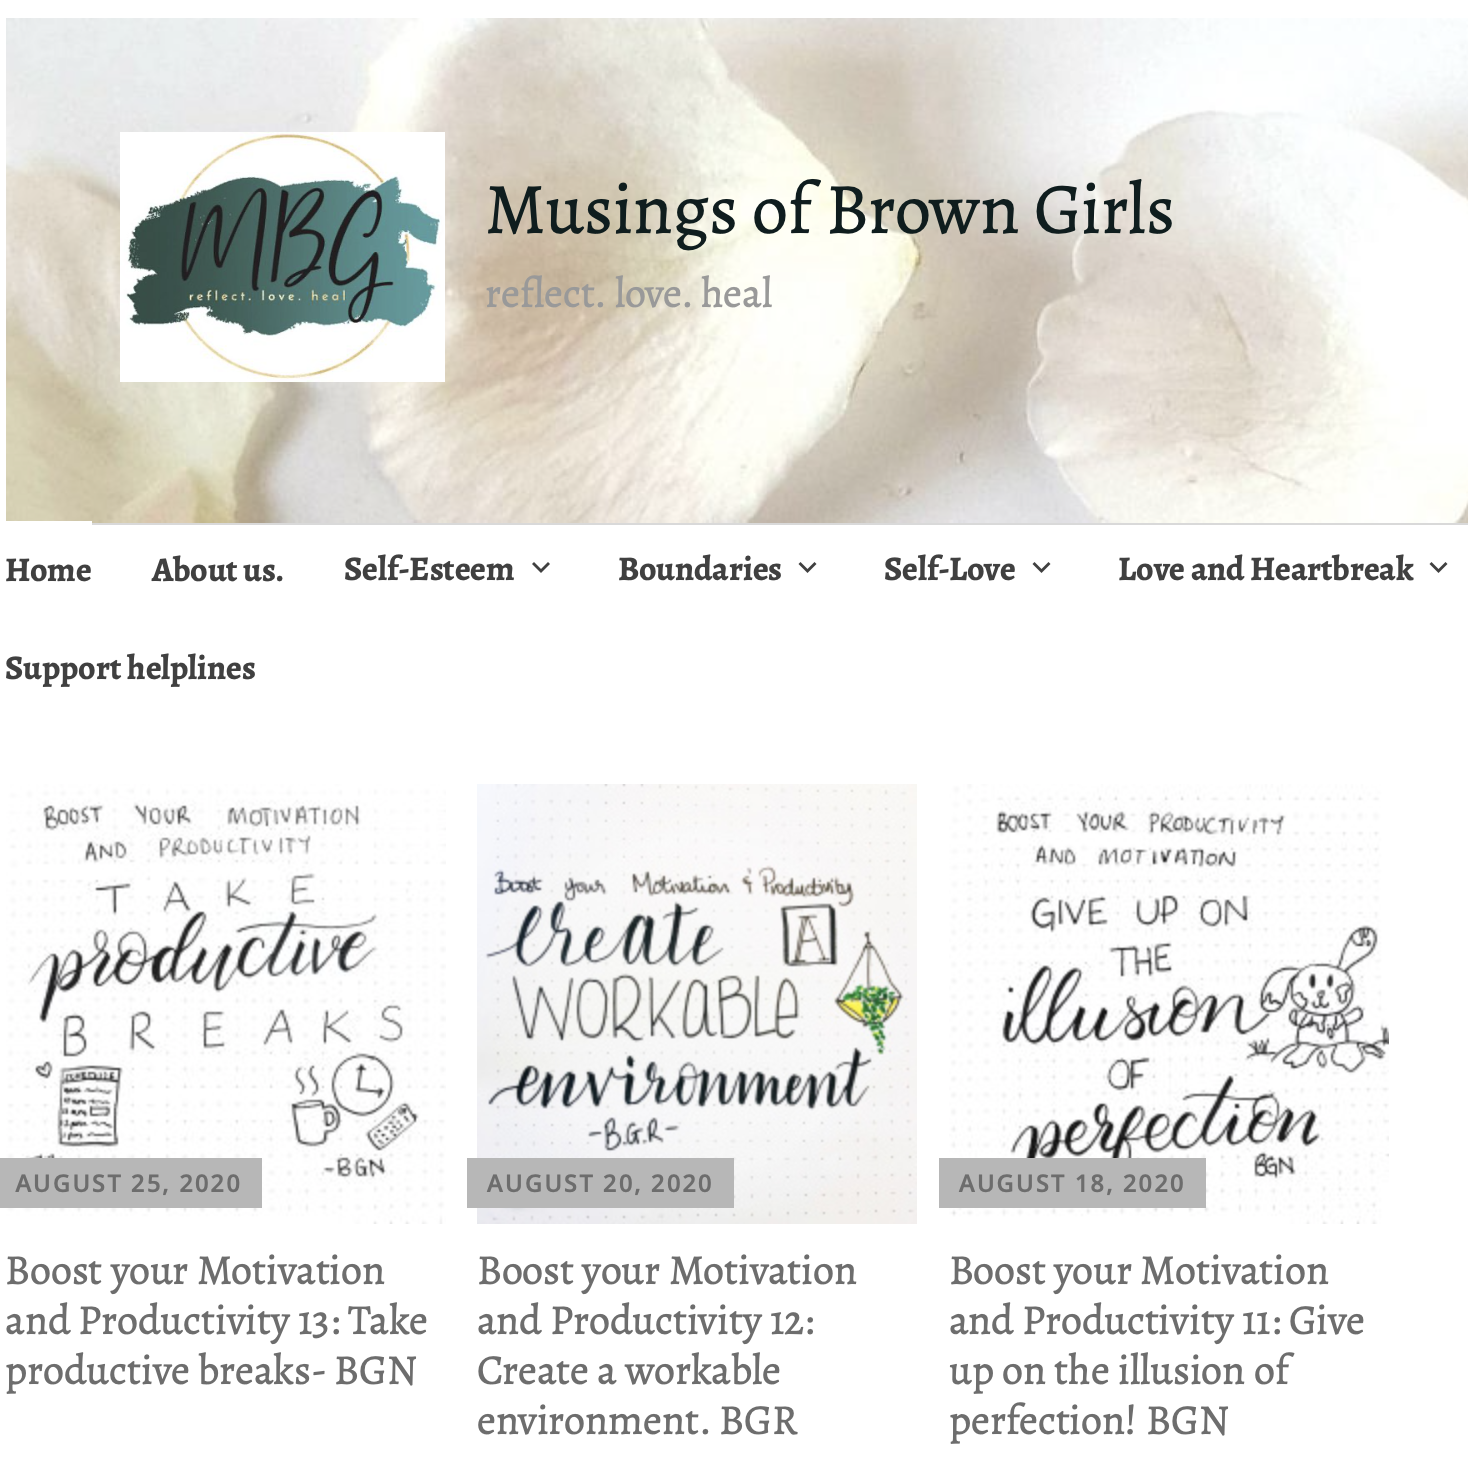 MBG
reflect. love. heal
Musings of Brown Girls
reflect. love. heal
Home About us. Self-Esteem Boundaries Self-Love Love and Heartbreak
Support helplines
BOOST YOUR MOTIVATION
AND PRODUCTIVITY
TAKE
productive
BREAKS
SCHEDULE
-BGN
AUGUST 25, 2020
Boost your Motivation
and Productivity 13: Take
productive breaks- BGN
Boost your Motivation & Productivity
Create
A
WORKABLE
environment
-B.G.R-
AUGUST 20, 2020
Boost your Motivation
and Productivity 12:
Create a workable
environment. BGR
BOOST YOUR PRODUCTIVITY
AND MOTIVATION
GIVE UP ON
THE
illusion
OF
perfection
BGN
AUGUST 18, 2020
Boost your Motivation
and Productivity 11: Give
up on the illusion of
perfection! BGN